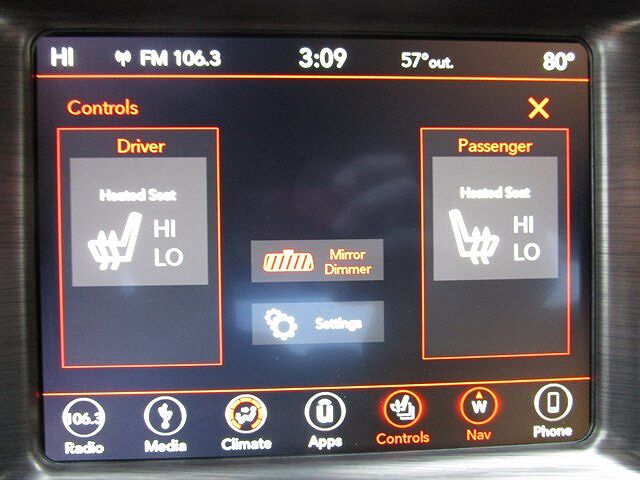 HI FM 106.3 3:09 57°out. 80°
Controls X
Driver
Heated Seat
HI
LO
Passenger
Heated Seat
HI
LO
Mirror
Dimmer
Settings
106.3
W
Radio Media Climate Apps Controls Nav Phone